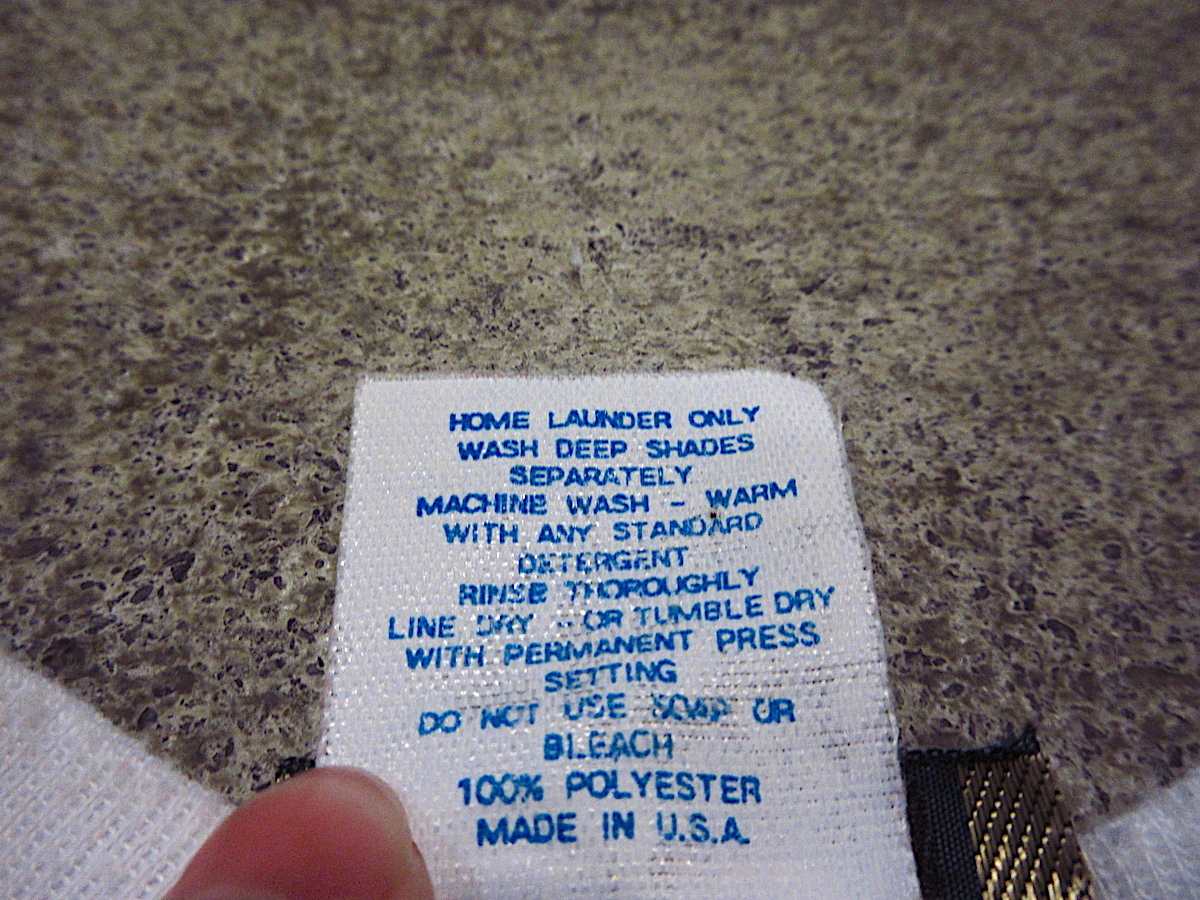 HOME LAUNDER ONLY
WASH DEEP SHADES
SEPARATELY
MACHINE WASH - WARM
WITH ANY STANDARD
DETERGENT
RINSE THOROUGHLY
LINE DRY - OR TUMBLE DRY
WITH PERMANENT PRESS
SETTING
DO NOT USE SOAP OR
BLEACH
100% POLYESTER
MADE IN U.S.A.